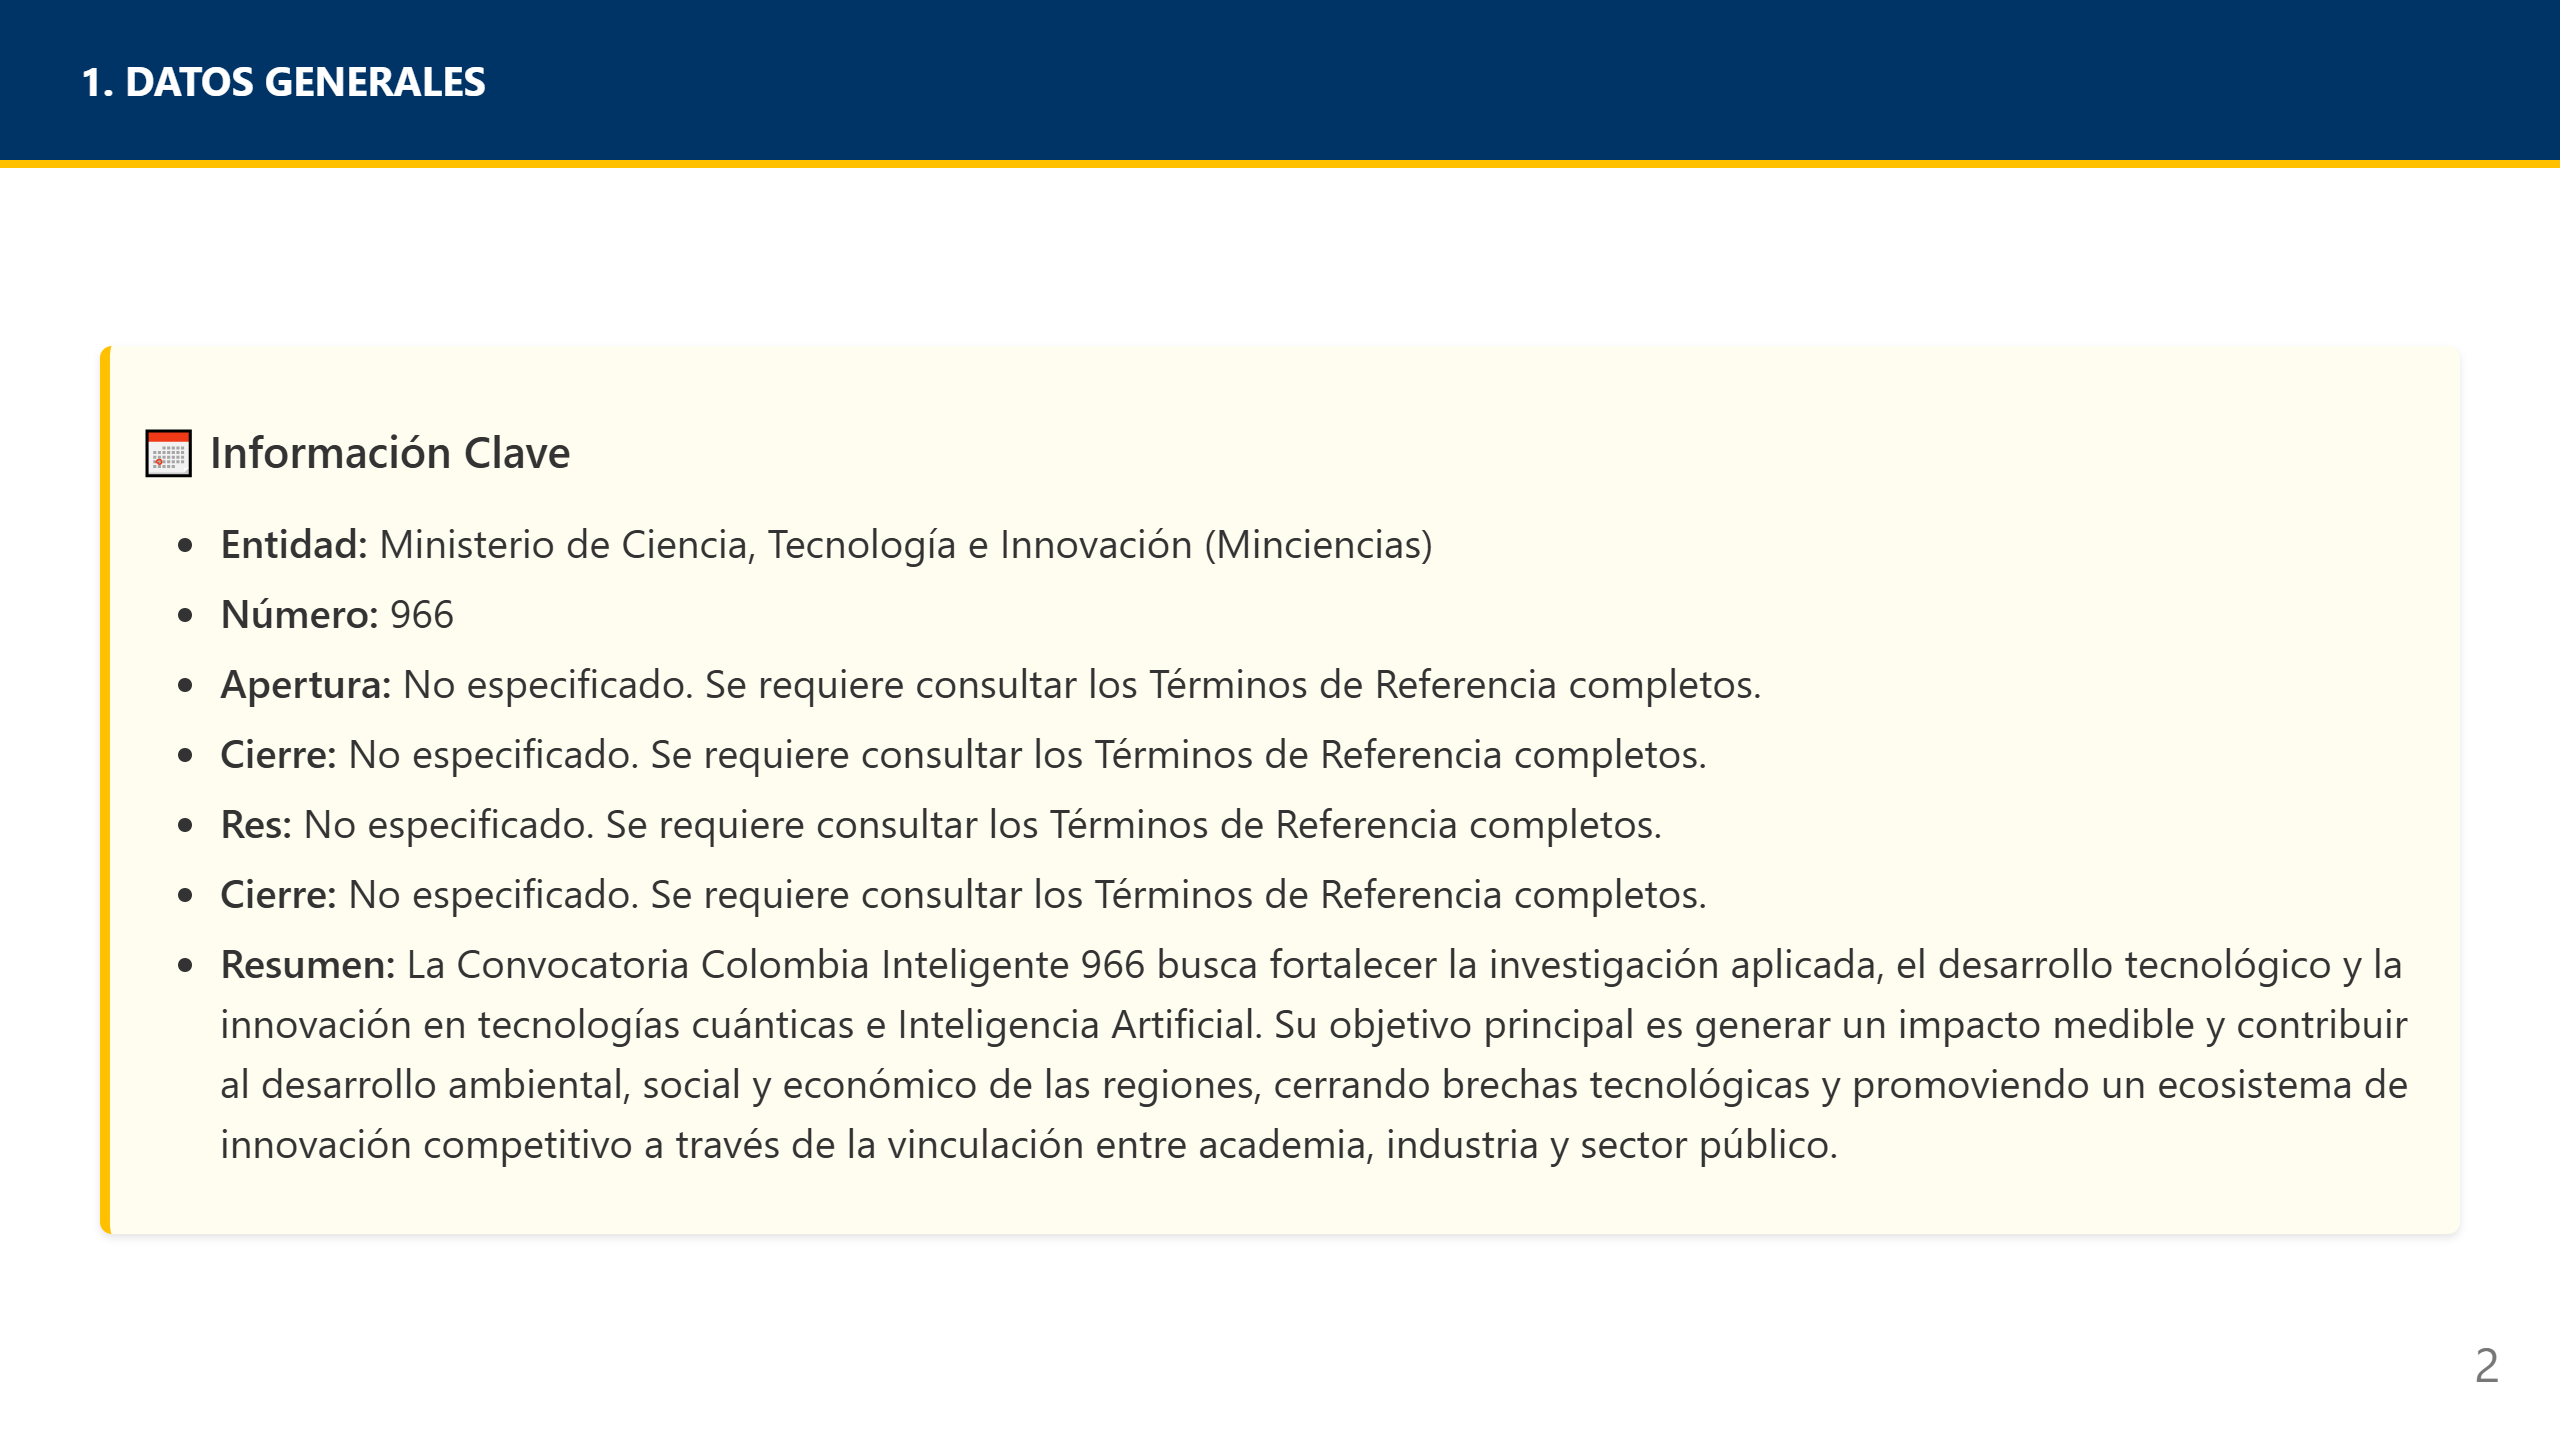 1. DATOS GENERALES
Información Clave
• Entidad: Ministerio de Ciencia, Tecnología e Innovación (Minciencias)
• Número: 966
• Apertura: No especificado. Se requiere consultar los Términos de Referencia completos.
• Cierre: No especificado. Se requiere consultar los Términos de Referencia completos.
• Res: No especificado. Se requiere consultar los Términos de Referencia completos.
• Cierre: No especificado. Se requiere consultar los Términos de Referencia completos.
• Resumen: La Convocatoria Colombia Inteligente 966 busca fortalecer la investigación aplicada, el desarrollo tecnológico y la
innovación en tecnologías cuánticas e Inteligencia Artificial. Su objetivo principal es generar un impacto medible y contribuir
al desarrollo ambiental, social y económico de las regiones, cerrando brechas tecnológicas y promoviendo un ecosistema de
innovación competitivo a través de la vinculación entre academia, industria y sector público.
2